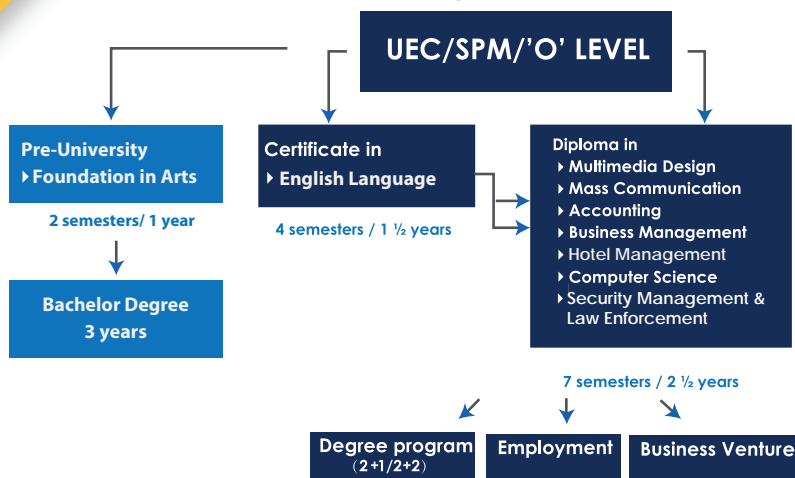 UEC/SPM/’O’ LEVEL
Pre-University
Foundation in Arts
2 semesters/ 1 year
Bachelor Degree
3 years
Certificate in
English Language
4 semesters / 1 ½ years
Diploma in
Multimedia Design
Mass Communication
Accounting
Business Management
Hotel Management
Computer Science
Security Management &
Law Enforcement
7 semesters / 2 ½ years
Degree program
(2+1/2+2)
Employment
Business Venture